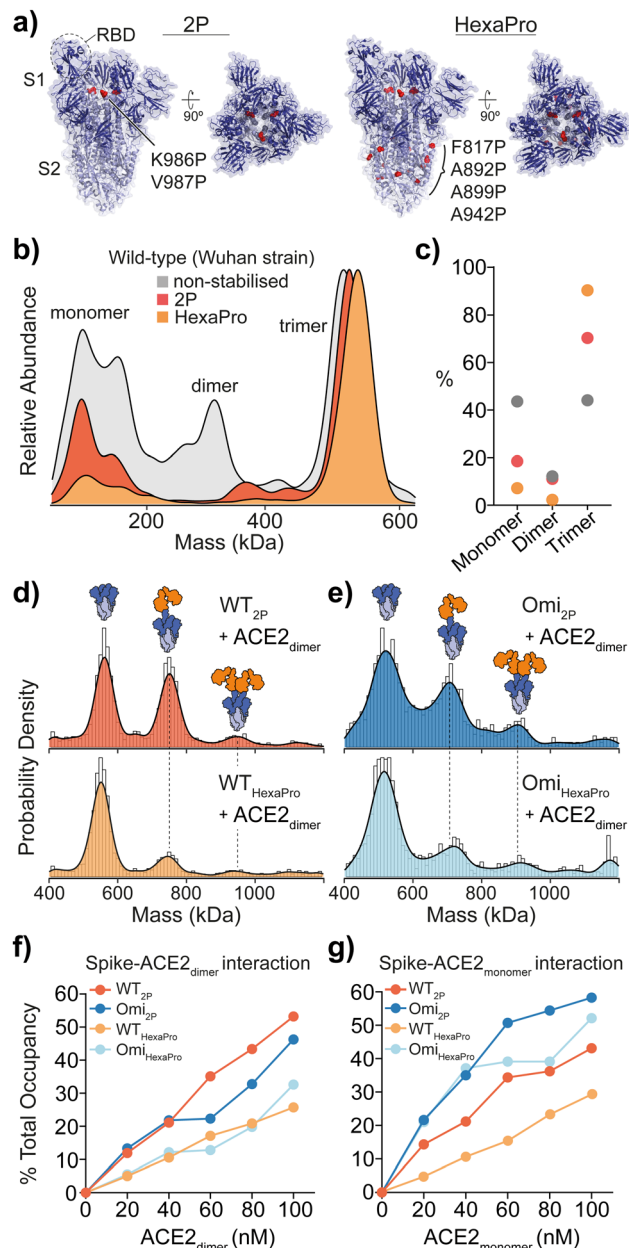 a)
2P
HexaPro
RBD
S1
S2
90º
90º
K986P
V987P
F817P
A892P
A899P
A942P
b)
Wild-type (Wuhan strain)
non-stabilised
2P
HexaPro
monomer
dimer
trimer
Relative Abundance
200
400
600
Mass (kDa)
c)
100
80
60
40
20
0
%
Monomer
Dimer
Trimer
d)
WT2P
+ ACE2dimer
WTHexaPro
+ ACE2dimer
Probability Density
400
600
800
1000
Mass (kDa)
e)
Omi2P
+ ACE2dimer
OmiHexaPro
+ ACE2dimer
400
600
800
1000
Mass (kDa)
f)
Spike-ACE2dimer interaction
WT2P
Omi2P
WTHexaPro
OmiHexaPro
% Total Occupancy
60
50
40
30
20
10
0
0
20
40
60
80
100
ACE2dimer (nM)
g)
Spike-ACE2monomer interaction
WT2P
Omi2P
WTHexaPro
OmiHexaPro
60
50
40
30
20
10
0
0
20
40
60
80
100
ACE2monomer (nM)